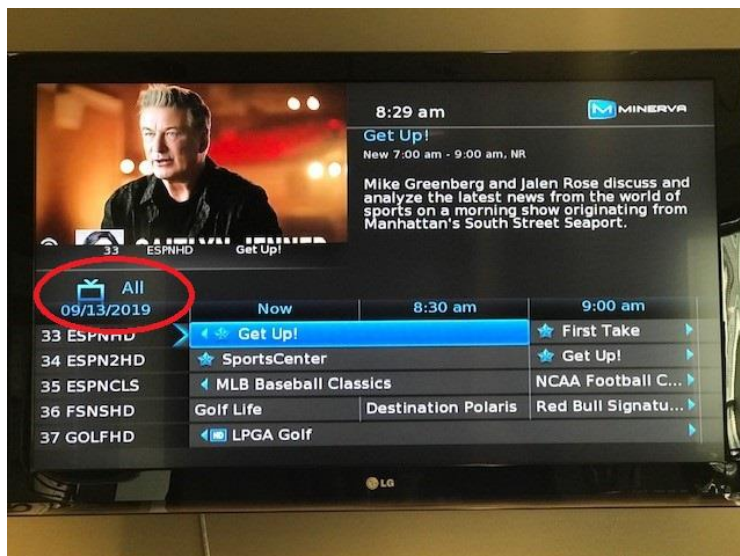 8:29 am
MINERVA
Get Up!
New 7:00 am - 9:00 am, NR
Mike Greenberg and Jalen Rose discuss and
analyze the latest news from the world of
sports on a morning show originating from
Manhattan's South Street Seaport.
CAITLYN JENNER
33 ESPNHD Get Up!
All
09/13/2019 Now 8:30 am 9:00 am
33 ESPNHD Get Up! First Take
34 ESPN2HD SportsCenter Get Up!
35 ESPNCLS MLB Baseball Classics NCAA Football C...
36 FSNSHD Golf Life Destination Polaris Red Bull Signatu...
37 GOLFHD HD LPGA Golf
LG